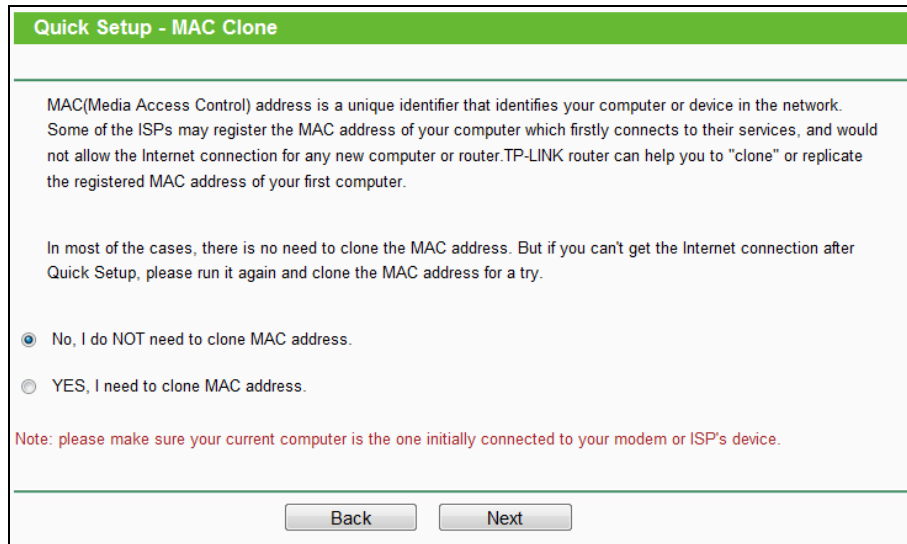 Quick Setup - MAC Clone
MAC(Media Access Control) address is a unique identifier that identifies your computer or device in the network.
Some of the ISPs may register the MAC address of your computer which firstly connects to their services, and would
not allow the Internet connection for any new computer or router.TP-LINK router can help you to "clone" or replicate
the registered MAC address of your first computer.
In most of the cases, there is no need to clone the MAC address. But if you can't get the Internet connection after
Quick Setup, please run it again and clone the MAC address for a try.
No, I do NOT need to clone MAC address.
YES, I need to clone MAC address.
Note: please make sure your current computer is the one initially connected to your modem or ISP's device.
Back Next